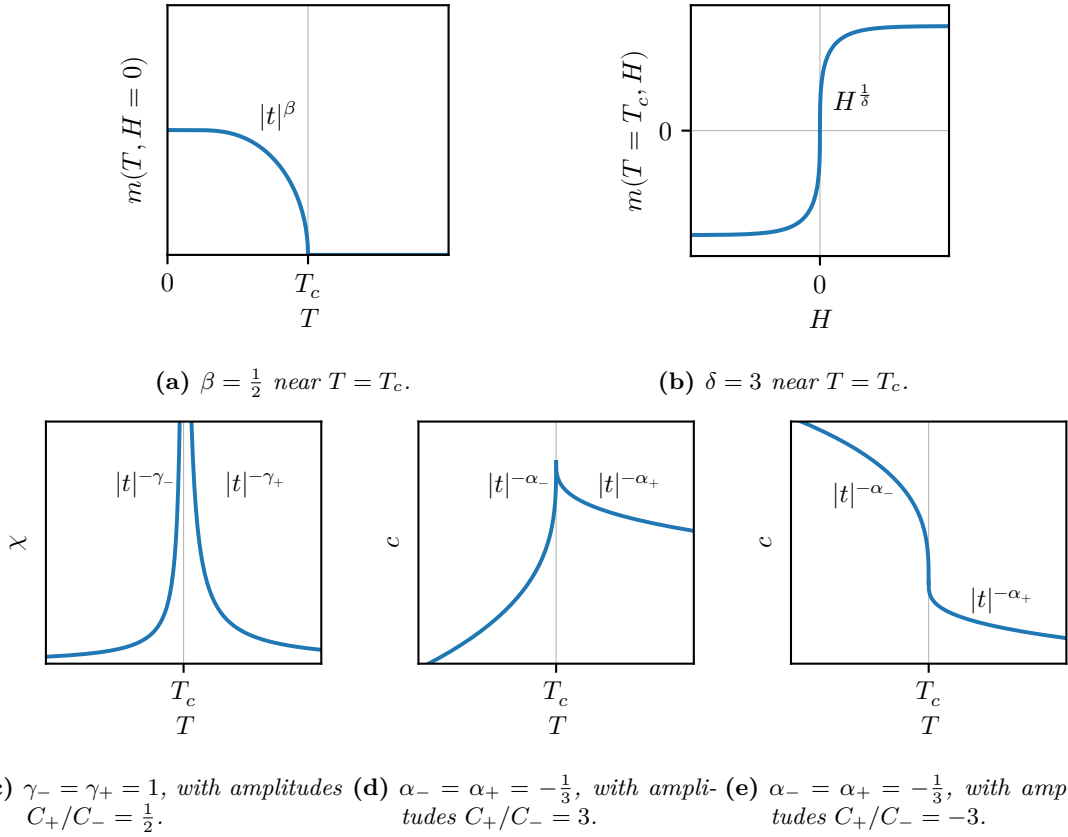 m(T, H = 0)
|t|^β
0
T_c
T
(a) β = 1/2 near T = T_c.
m(T = T_c, H)
0
H^{1/δ}
0
H
(b) δ = 3 near T = T_c.
χ
|t|^{-γ_-}
|t|^{-γ_+}
T_c
T
c
|t|^{-α_-}
|t|^{-α_+}
T_c
T
c
|t|^{-α_-}
|t|^{-α_+}
T_c
T
) γ_- = γ_+ = 1, with amplitudes
C_+/C_- = 1/2.
(d) α_- = α_+ = -1/3, with ampli-
tudes C_+/C_- = 3.
(e) α_- = α_+ = -1/3, with amp
tudes C_+/C_- = -3.